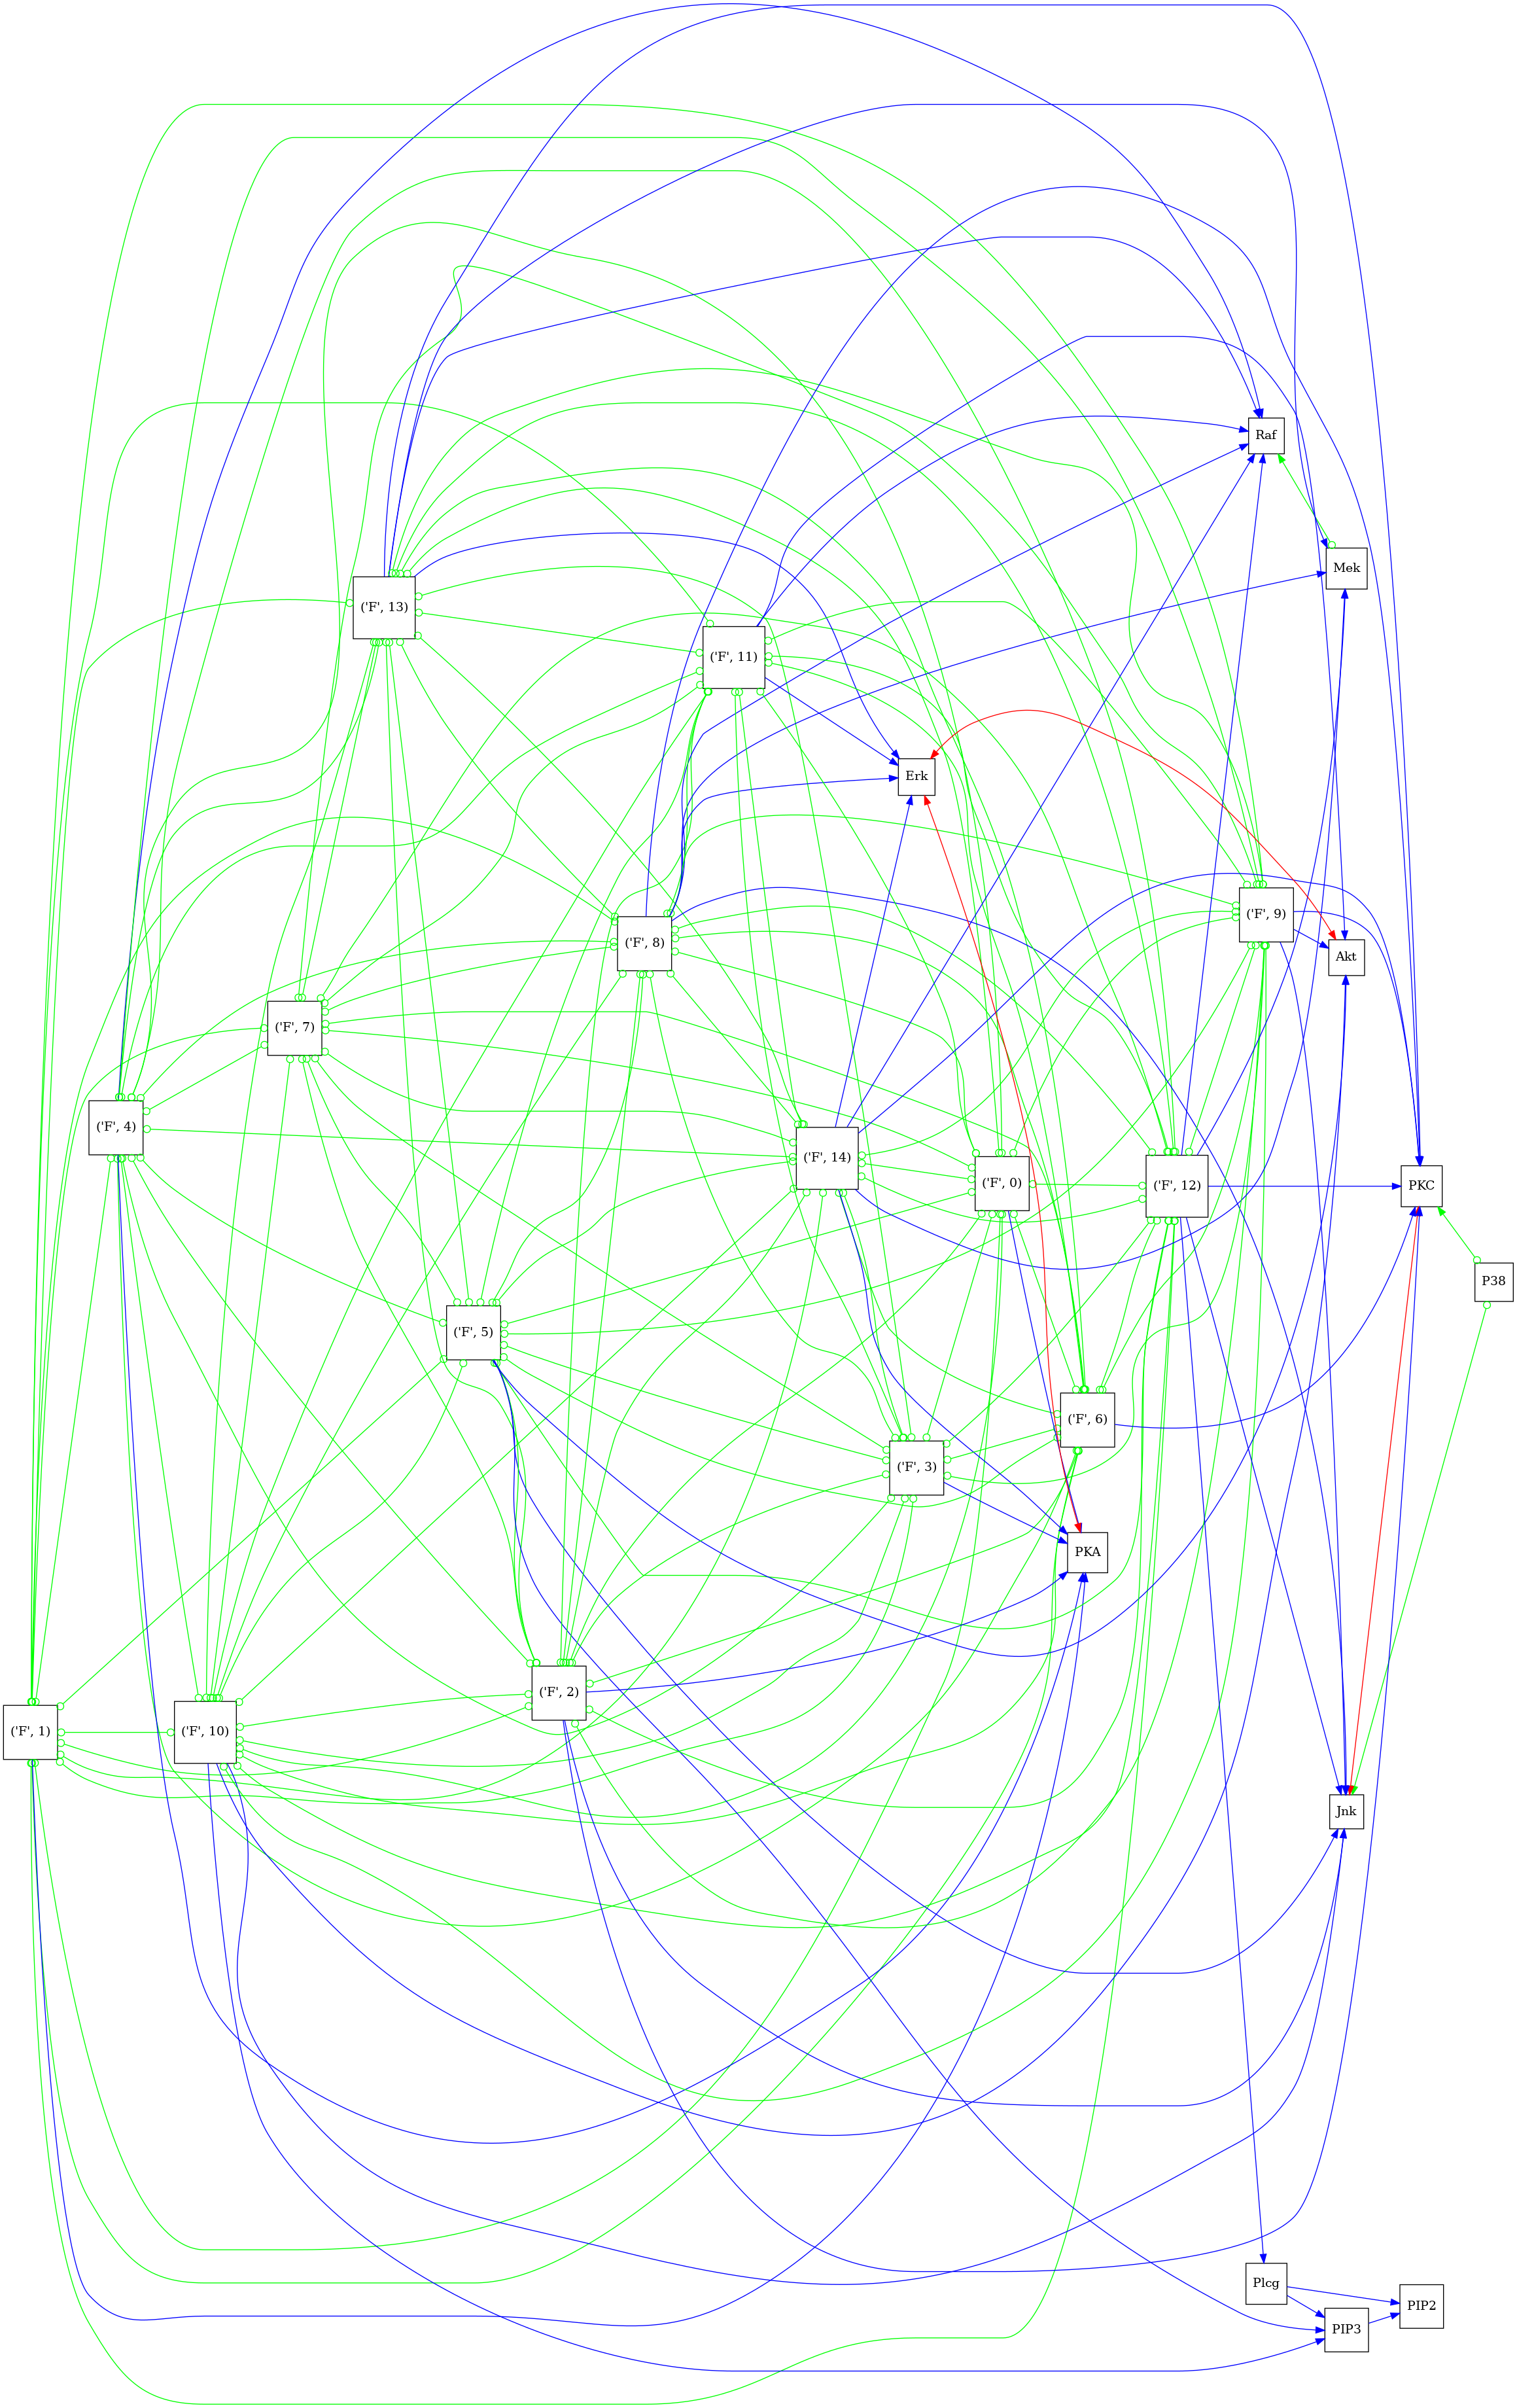 Raf
Mek
('F', 13)
('F', 11)
Erk
('F', 9)
('F', 8)
Akt
('F', 7)
('F', 4)
('F', 14)
('F', 0)
('F', 12)
PKC
P38
('F', 5)
('F', 6)
('F', 3)
PKA
('F', 2)
('F', 1)
('F', 10)
Jnk
Plcg
PIP2
PIP3